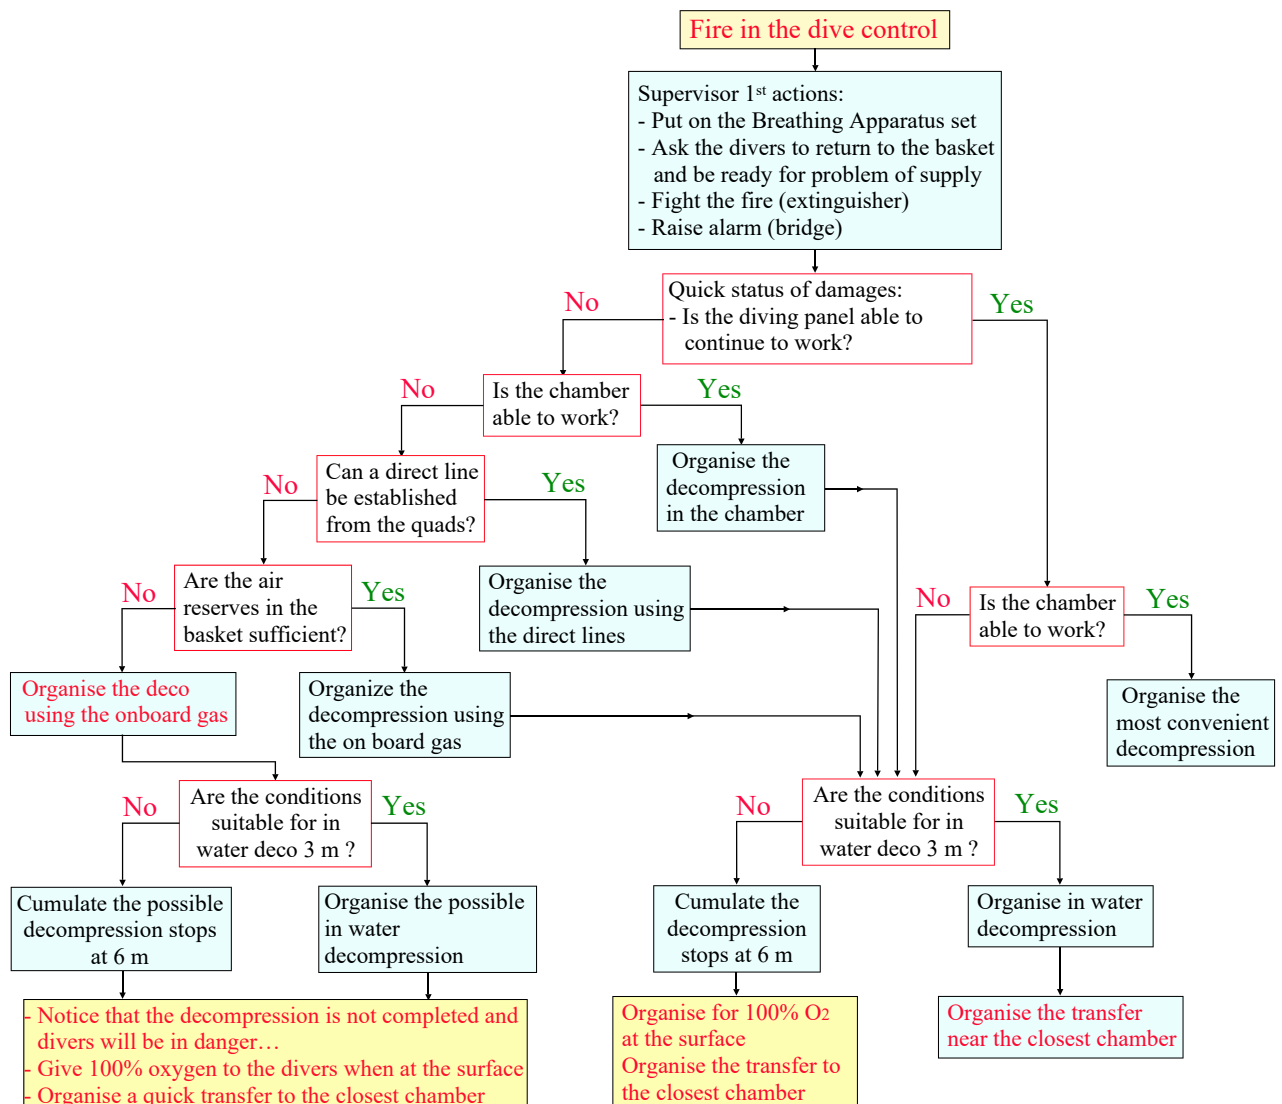 Fire in the dive control
Supervisor 1st actions:
- Put on the Breathing Apparatus set
- Ask the divers to return to the basket
and be ready for problem of supply
- Fight the fire (extinguisher)
- Raise alarm (bridge)
Quick status of damages:
- Is the diving panel able to
continue to work?
No
Yes
Is the chamber
able to work?
No
Yes
Can a direct line
be established
from the quads?
No
Yes
Organise the
decompression
in the chamber
Are the air
reserves in the
basket sufficient?
No
Yes
Organise the
decompression using
the direct lines
Is the chamber
able to work?
No
Yes
Organise the deco
using the onboard gas
Organize the
decompression using
the on board gas
Organise the
most convenient
decompression
Are the conditions
suitable for in
water deco 3 m ?
No
Yes
Are the conditions
suitable for in
water deco 3 m ?
No
Yes
Cumulate the possible
decompression stops
at 6 m
Organise the possible
in water
decompression
Cumulate the
decompression
stops at 6 m
Organise in water
decompression
- Notice that the decompression is not completed and
divers will be in danger…
- Give 100% oxygen to the divers when at the surface
- Organise a quick transfer to the closest chamber
Organise for 100% O2
at the surface
Organise the transfer to
the closest chamber
Organise the transfer
near the closest chamber